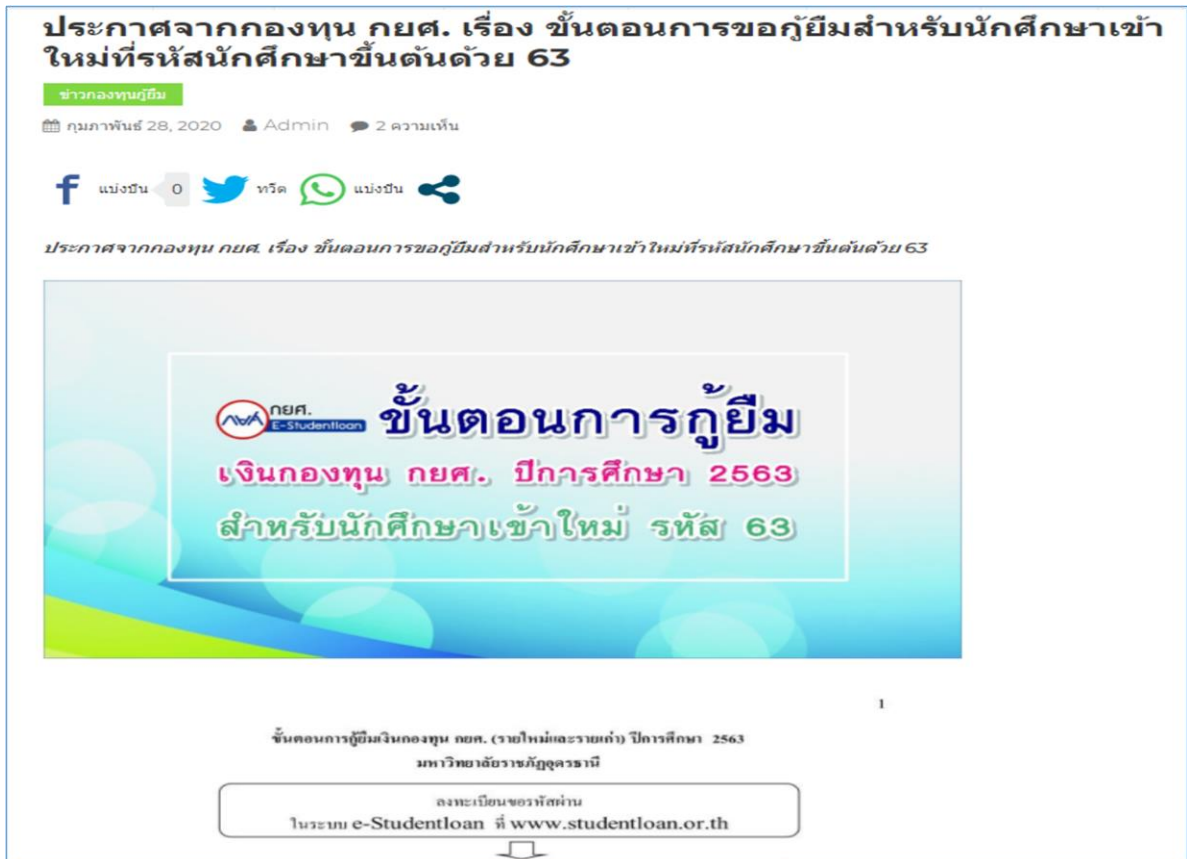 ประกาศจากกองทุน กยศ. เรื่อง ขั้นตอนการขอกู้ยืมสำหรับนักศึกษาเข้า
ใหม่ที่รหัสนักศึกษาขึ้นต้นด้วย 63
ข่าวกองทุนกู้ยืม
กุมภาพันธ์ 28, 2020 Admin 2 ความเห็น
แบ่งปัน 0 ทวีต แบ่งปัน
ประกาศจากกองทุน กยศ. เรื่อง ขั้นตอนการขอกู้ยืมสำหรับนักศึกษาเข้าใหม่ที่รหัสนักศึกษาขึ้นต้นด้วย 63
กยศ.
E-Studentloan
ขั้นตอนการกู้ยืม
เงินกองทุน กยศ. ปีการศึกษา 2563
สำหรับนักศึกษาเข้าใหม่ รหัส 63
1
ขั้นตอนการกู้ยืมเงินกองทุน กยศ. (รายใหม่และรายเก่า) ปีการศึกษา 2563
มหาวิทยาลัยราชภัฏอุดรธานี
ลงทะเบียนขอรหัสผ่าน
ในระบบ e-Studentloan ที่ www.studentloan.or.th